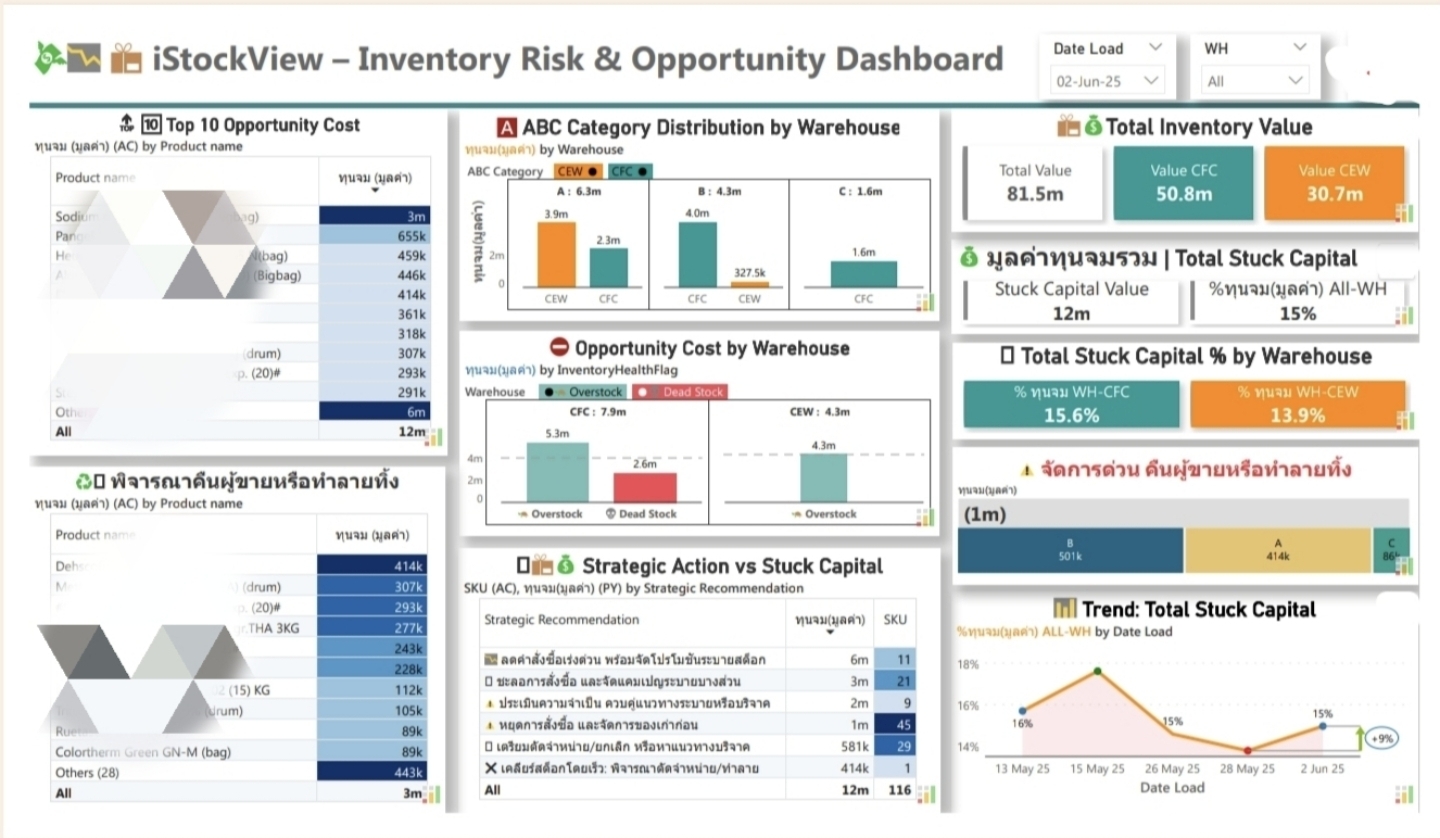 iStockView – Inventory Risk & Opportunity Dashboard
Date Load
02-Jun-25
WH
All
TOP 10 Top 10 Opportunity Cost
ทุนจม (มูลค่า) (AC) by Product name
Product name ทุนจม (มูลค่า)
3m
655k
(bag) 459k
(Bigbag) 446k
414k
361k
318k
(drum) 307k
(20)# 293k
291k
6m
All 12m
พิจารณาคืนผู้ขายหรือทำลายทิ้ง
ทุนจม (มูลค่า) (AC) by Product name
Product name ทุนจม (มูลค่า)
414k
(drum) 307k
(20)# 293k
THA 3KG 277k
243k
228k
(15) KG 112k
(drum) 105k
89k
Colortherm Green GN-M (bag) 89k
Others (28) 443k
All 3m
A ABC Category Distribution by Warehouse
ทุนจม(มูลค่า) by Warehouse
ABC Category CEW CFC
ทุนจม(มูลค่า)
2m
0
A : 6.3m
3.9m
2.3m
CEW CFC
B : 4.3m
4.0m
327.5k
CFC CEW
C : 1.6m
1.6m
CFC
Opportunity Cost by Warehouse
ทุนจม(มูลค่า) by InventoryHealthFlag
Warehouse Overstock Dead Stock
4m
2m
0
CFC : 7.9m
5.3m
2.6m
Overstock Dead Stock
CEW : 4.3m
4.3m
Overstock
Strategic Action vs Stuck Capital
SKU (AC), ทุนจม(มูลค่า) (PY) by Strategic Recommendation
Strategic Recommendation ทุนจม(มูลค่า) SKU
ลดคำสั่งซื้อเร่งด่วน พร้อมจัดโปรโมชันระบายสต็อก 6m 11
ชะลอการสั่งซื้อ และจัดแคมเปญระบายบางส่วน 3m 21
ประเมินความจำเป็น ควบคู่แนวทางระบายหรือบริจาค 2m 9
หยุดการสั่งซื้อ และจัดการของเก่าก่อน 1m 45
เตรียมตัดจำหน่าย/ยกเลิก หรือหาแนวทางบริจาค 581k 29
เคลียร์สต็อกโดยเร็ว: พิจารณาตัดจำหน่าย/ทำลาย 414k 1
All 12m 116
Total Inventory Value
Total Value
81.5m
Value CFC
50.8m
Value CEW
30.7m
มูลค่าทุนจมรวม | Total Stuck Capital
Stuck Capital Value
12m
%ทุนจม(มูลค่า) All-WH
15%
Total Stuck Capital % by Warehouse
% ทุนจม WH-CFC
15.6%
% ทุนจม WH-CEW
13.9%
จัดการด่วน คืนผู้ขายหรือทำลายทิ้ง
ทุนจม(มูลค่า)
(1m)
B
501k
A
414k
C
86k
Trend: Total Stuck Capital
%ทุนจม(มูลค่า) ALL-WH by Date Load
18%
16%
14%
16%
15%
15%
+9%
13 May 25 15 May 25 26 May 25 28 May 25 2 Jun 25
Date Load